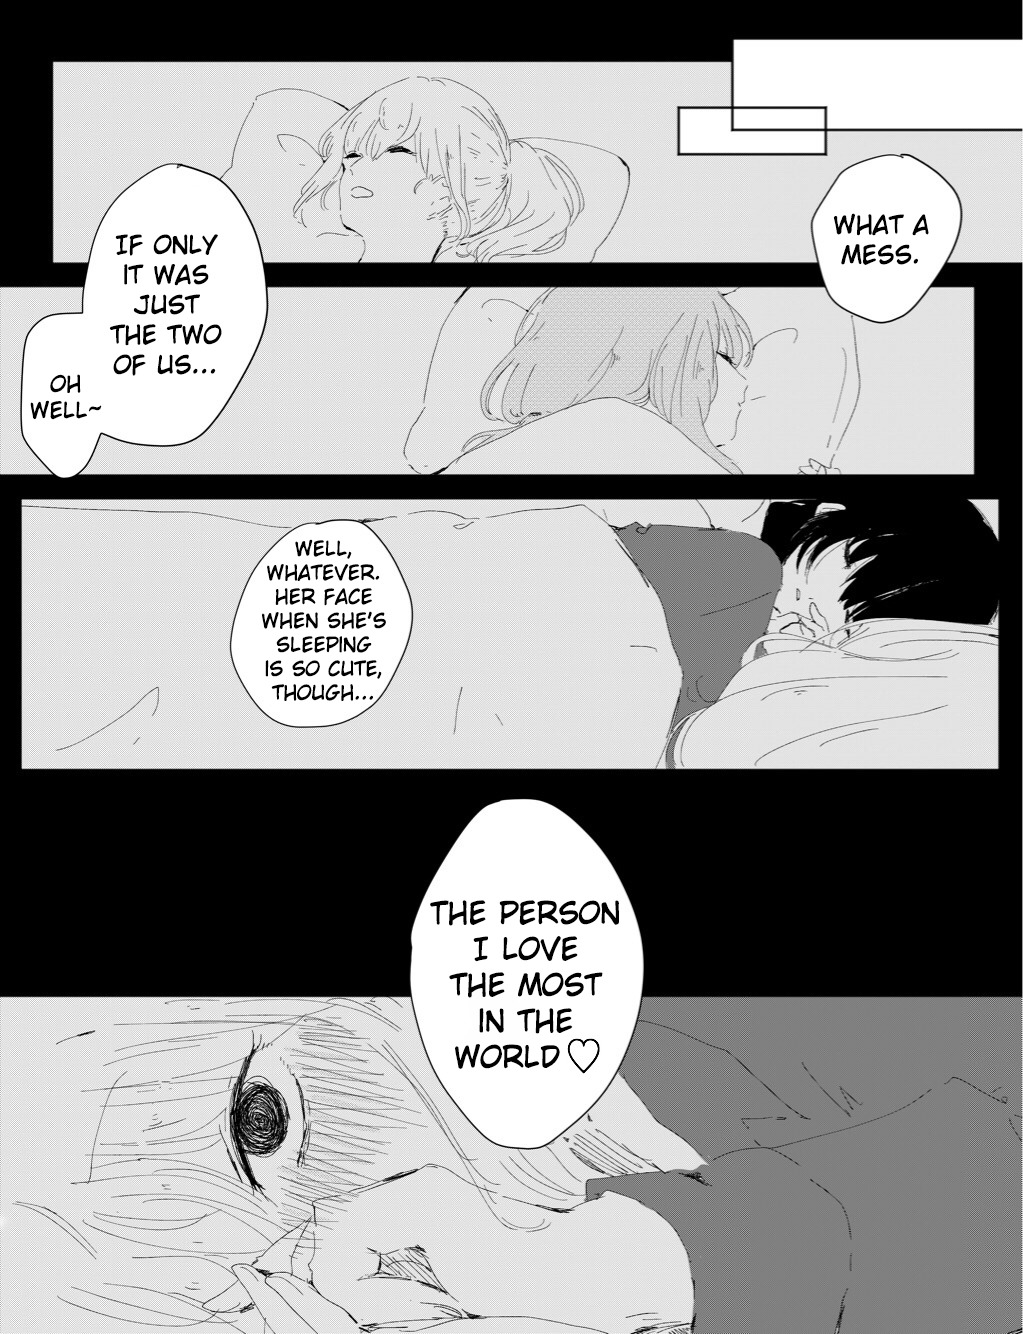 WHAT A
MESS.
IF ONLY
IT WAS
JUST
THE TWO
OF US...
OH
WELL~
WELL,
WHATEVER.
HER FACE
WHEN SHE'S
SLEEPING
IS SO CUTE,
THOUGH...
THE PERSON
I LOVE
THE MOST
IN THE
WORLD♡